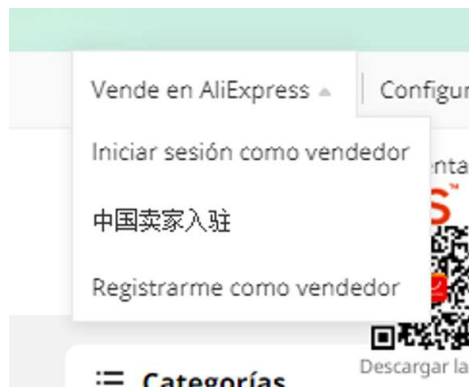 Vende en AliExpress
Configur
Iniciar sesión como vendedor
enta
中国卖家入驻
Registrarme como vendedor
Descargar la
Categorías